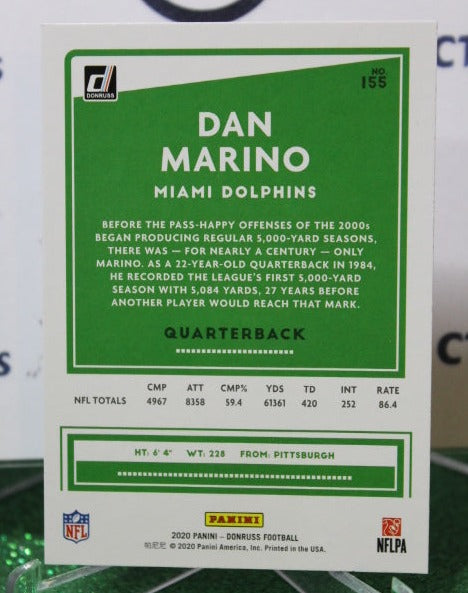 DONRUSS
NO.
155
DAN
MARINO
MIAMI DOLPHINS
BEFORE THE PASS-HAPPY OFFENSES OF THE 2000s
BEGAN PRODUCING REGULAR 5,000-YARD SEASONS,
THERE WAS — FOR NEARLY A CENTURY — ONLY
MARINO. AS A 22-YEAR-OLD QUARTERBACK IN 1984,
HE RECORDED THE LEAGUE'S FIRST 5,000-YARD
SEASON WITH 5,084 YARDS, 27 YEARS BEFORE
ANOTHER PLAYER WOULD REACH THAT MARK.
QUARTERBACK
CMP ATT CMP% YDS TD INT RATE
NFL TOTALS 4967 8358 59.4 61361 420 252 86.4
HT: 6' 4" WT: 228 FROM: PITTSBURGH
NFL
PANINI
NFLPA
2020 PANINI - DONRUSS FOOTBALL
帕尼尼 © 2020 Panini America, Inc. Printed in the USA.